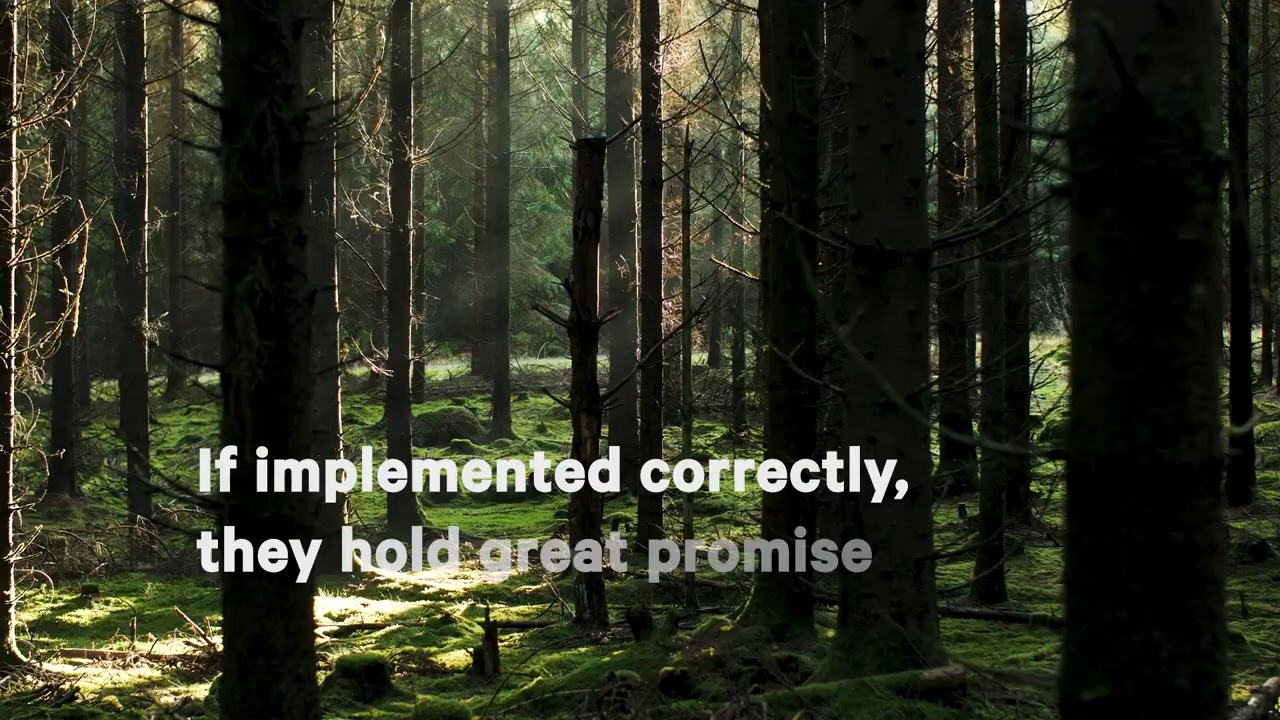 If implemented correctly,
they hold great promise